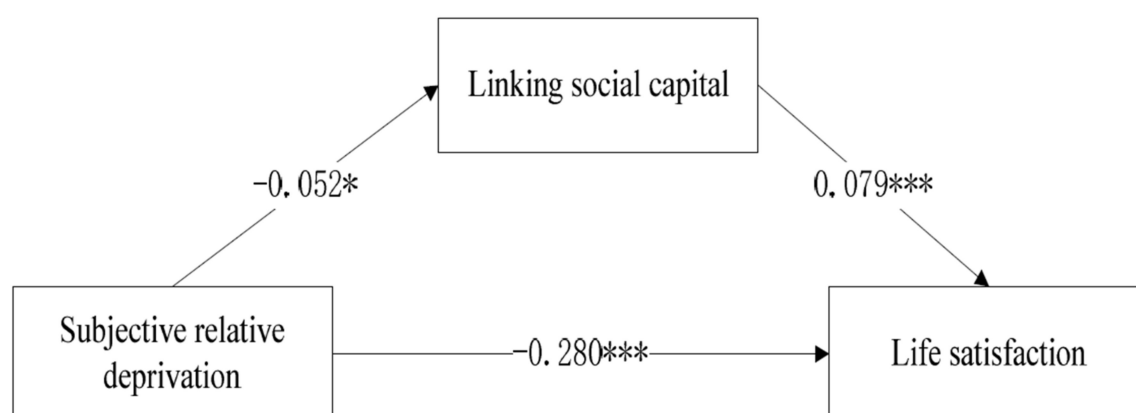 Linking social capital
-0.052*
0.079***
Subjective relative
deprivation
-0.280***
Life satisfaction